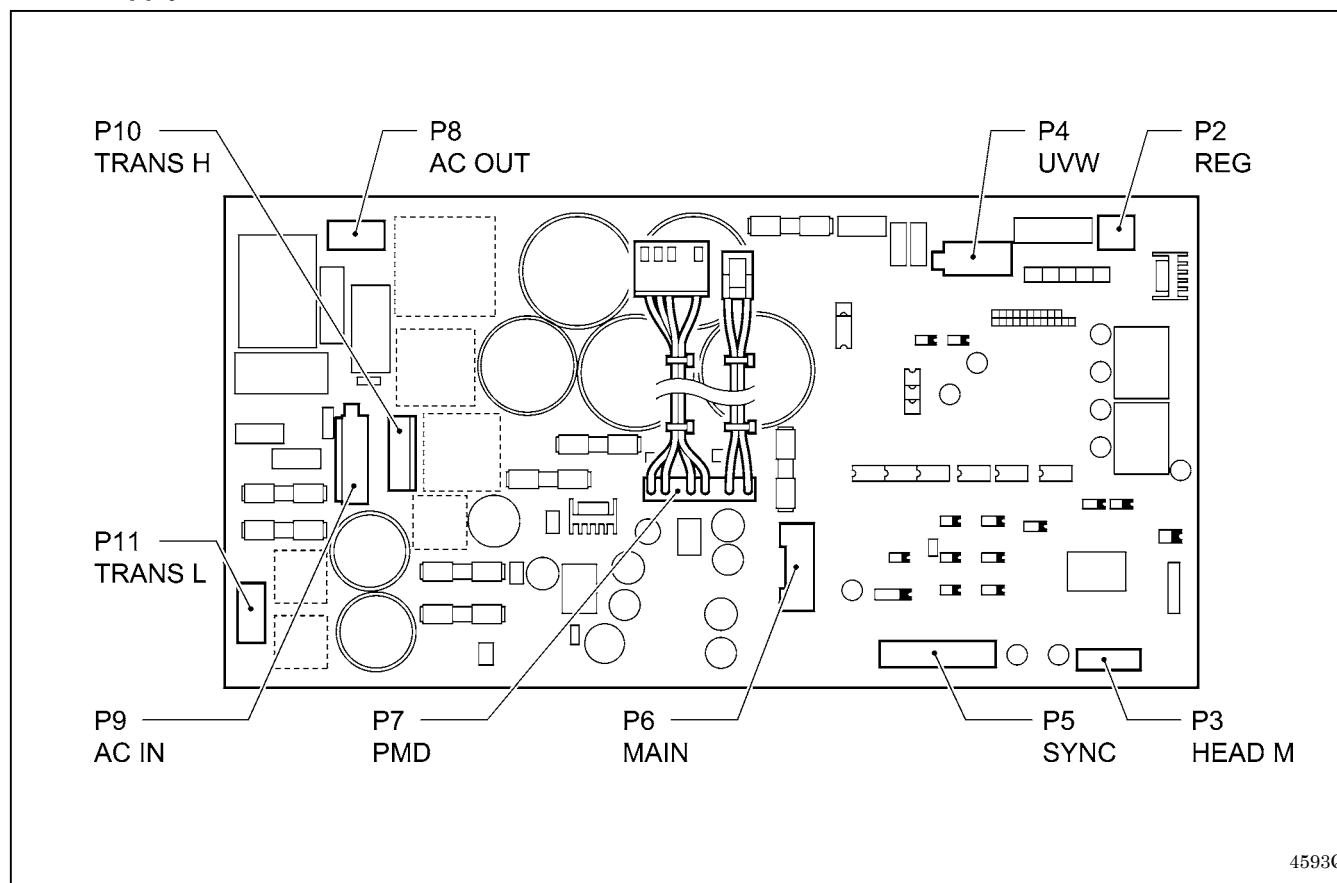 P10
TRANS H
P8
AC OUT
P4
UVW
P2
REG
P11
TRANS L
P9
AC IN
P7
PMD
P6
MAIN
P5
SYNC
P3
HEAD M